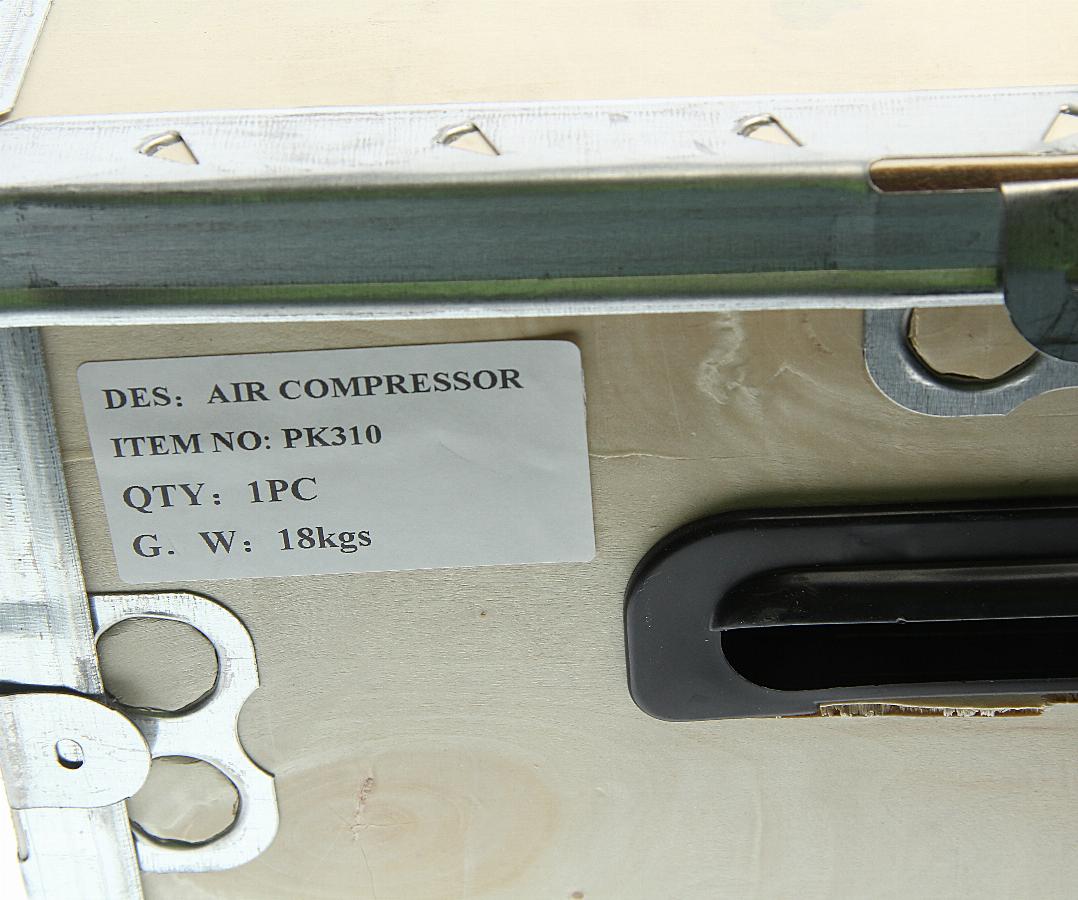 DES: AIR COMPRESSOR
ITEM NO: PK310
QTY: 1PC
G. W: 18kgs